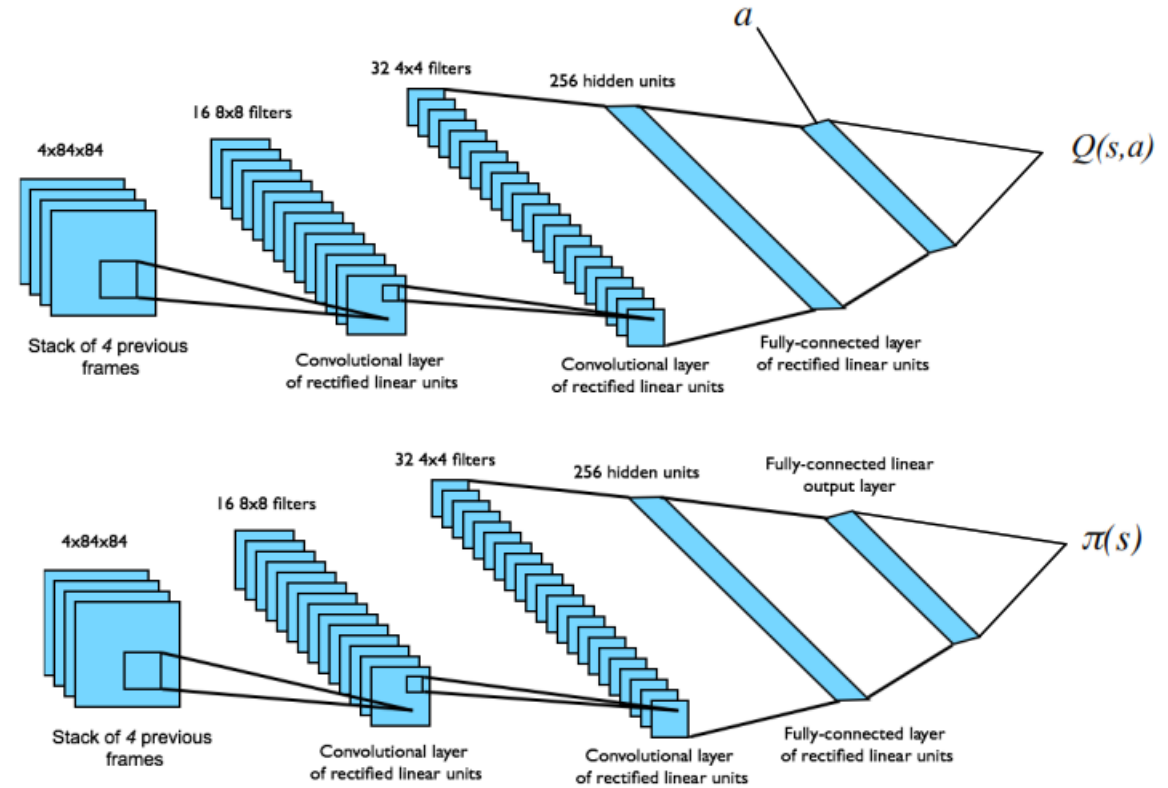 a
32 4x4 filters
256 hidden units
16 8x8 filters
4x84x84
Q(s,a)
Stack of 4 previous
frames
Convolutional layer
of rectified linear units
Convolutional layer
of rectified linear units
Fully-connected layer
of rectified linear units
32 4x4 filters
256 hidden units
Fully-connected linear
output layer
16 8x8 filters
4x84x84
π(s)
Stack of 4 previous
frames
Convolutional layer
of rectified linear units
Convolutional layer
of rectified linear units
Fully-connected layer
of rectified linear units